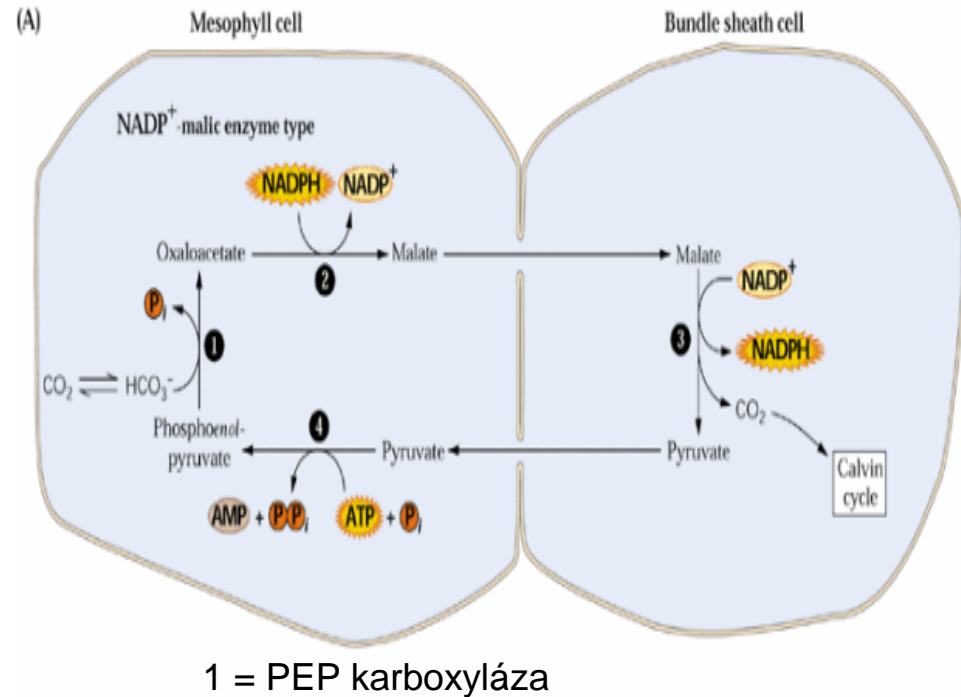 (A)
Mesophyll cell
Bundle sheath cell
NADP+-malic enzyme type
NADPH NADP+
Oxaloacetate
2
Malate
Malate
NADP+
Pi
1
3
NADPH
CO2 ⇌ HCO3-
CO2
Phosphoenol-
pyruvate
4
Pyruvate
Pyruvate
Calvin
cycle
AMP + PPi
ATP + Pi
1 = PEP karboxyláza